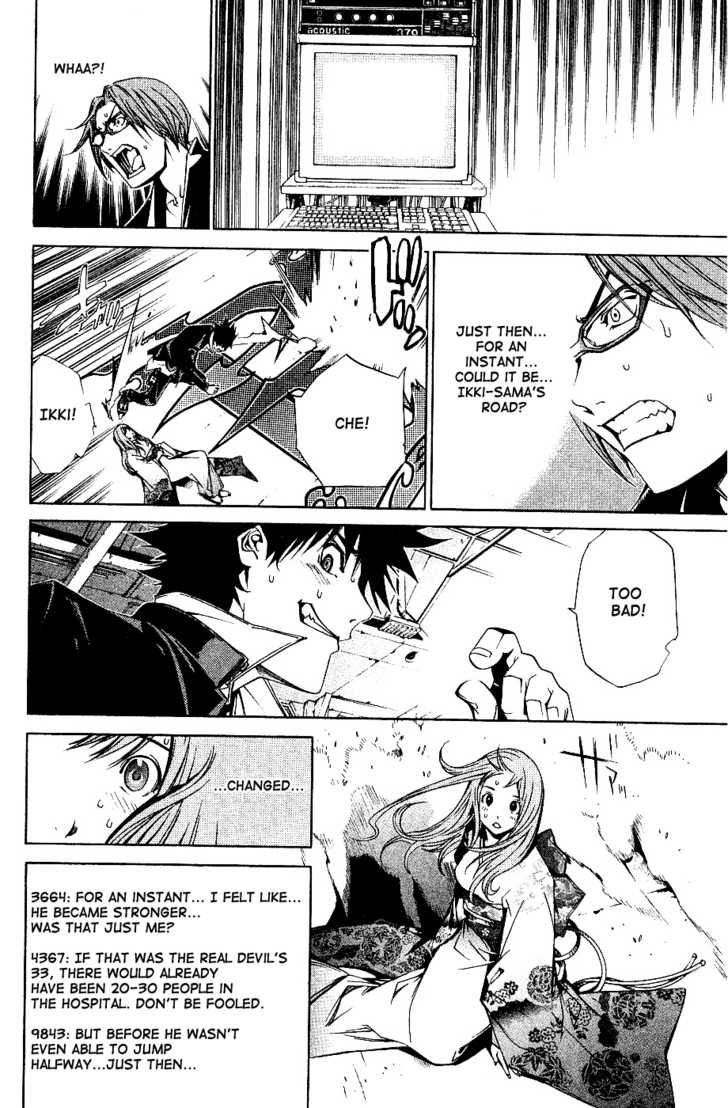 WHAA?!
ACOUSTIC 370
JUST THEN...
FOR AN
INSTANT...
COULD IT BE...
IKKI-SAMA'S
ROAD?
CHE!
IKKI!
TOO
BAD!
...CHANGED...
3664: FOR AN INSTANT... I FELT LIKE...
HE BECAME STRONGER...
WAS THAT JUST ME?
4367: IF THAT WAS THE REAL DEVIL'S
33, THERE WOULD ALREADY
HAVE BEEN 20-30 PEOPLE IN
THE HOSPITAL. DON'T BE FOOLED.
9843: BUT BEFORE HE WASN'T
EVEN ABLE TO JUMP
HALFWAY...JUST THEN...